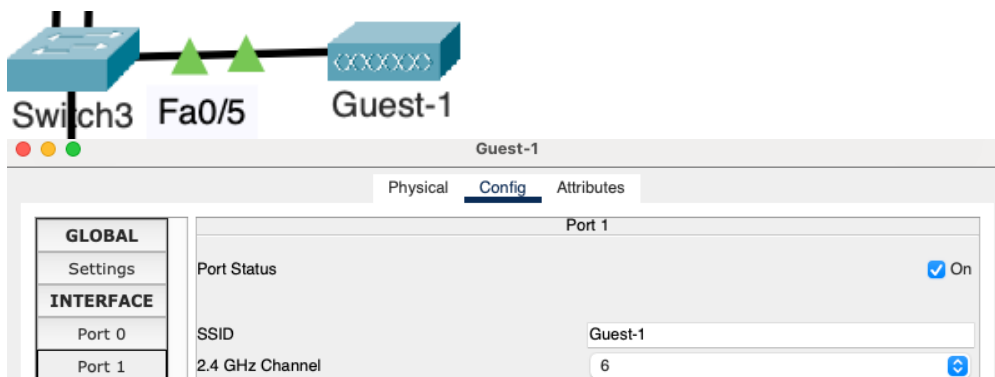 Switch3 Fa0/5 Guest-1
Guest-1
Physical Config Attributes
GLOBAL
Port 1
Settings
Port Status
On
INTERFACE
Port 0
SSID
Guest-1
Port 1
2.4 GHz Channel
6